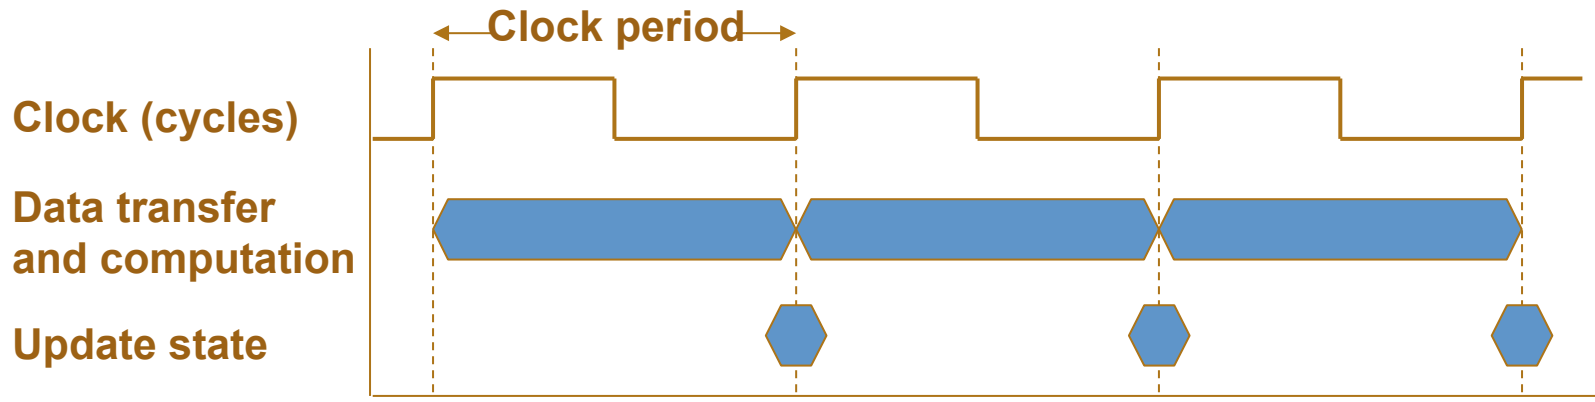 Clock period
Clock (cycles)
Data transfer
and computation
Update state